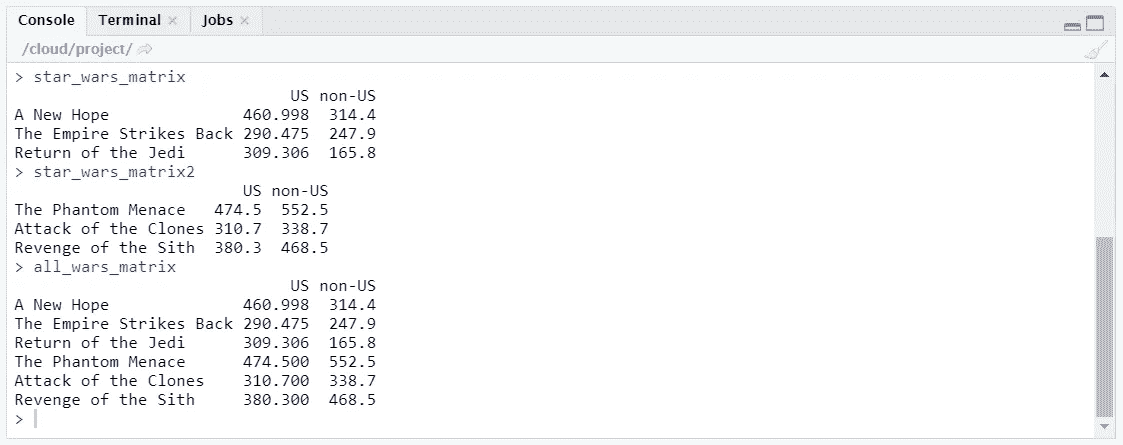 Console Terminal × Jobs ×
/cloud/project/
> star_wars_matrix
                             US non-US
A New Hope              460.998  314.4
The Empire Strikes Back 290.475  247.9
Return of the Jedi      309.306  165.8
> star_wars_matrix2
                        US non-US
The Phantom Menace   474.5  552.5
Attack of the Clones 310.7  338.7
Revenge of the Sith  380.3  468.5
> all_wars_matrix
                             US non-US
A New Hope              460.998  314.4
The Empire Strikes Back 290.475  247.9
Return of the Jedi      309.306  165.8
The Phantom Menace      474.500  552.5
Attack of the Clones    310.700  338.7
Revenge of the Sith     380.300  468.5
>